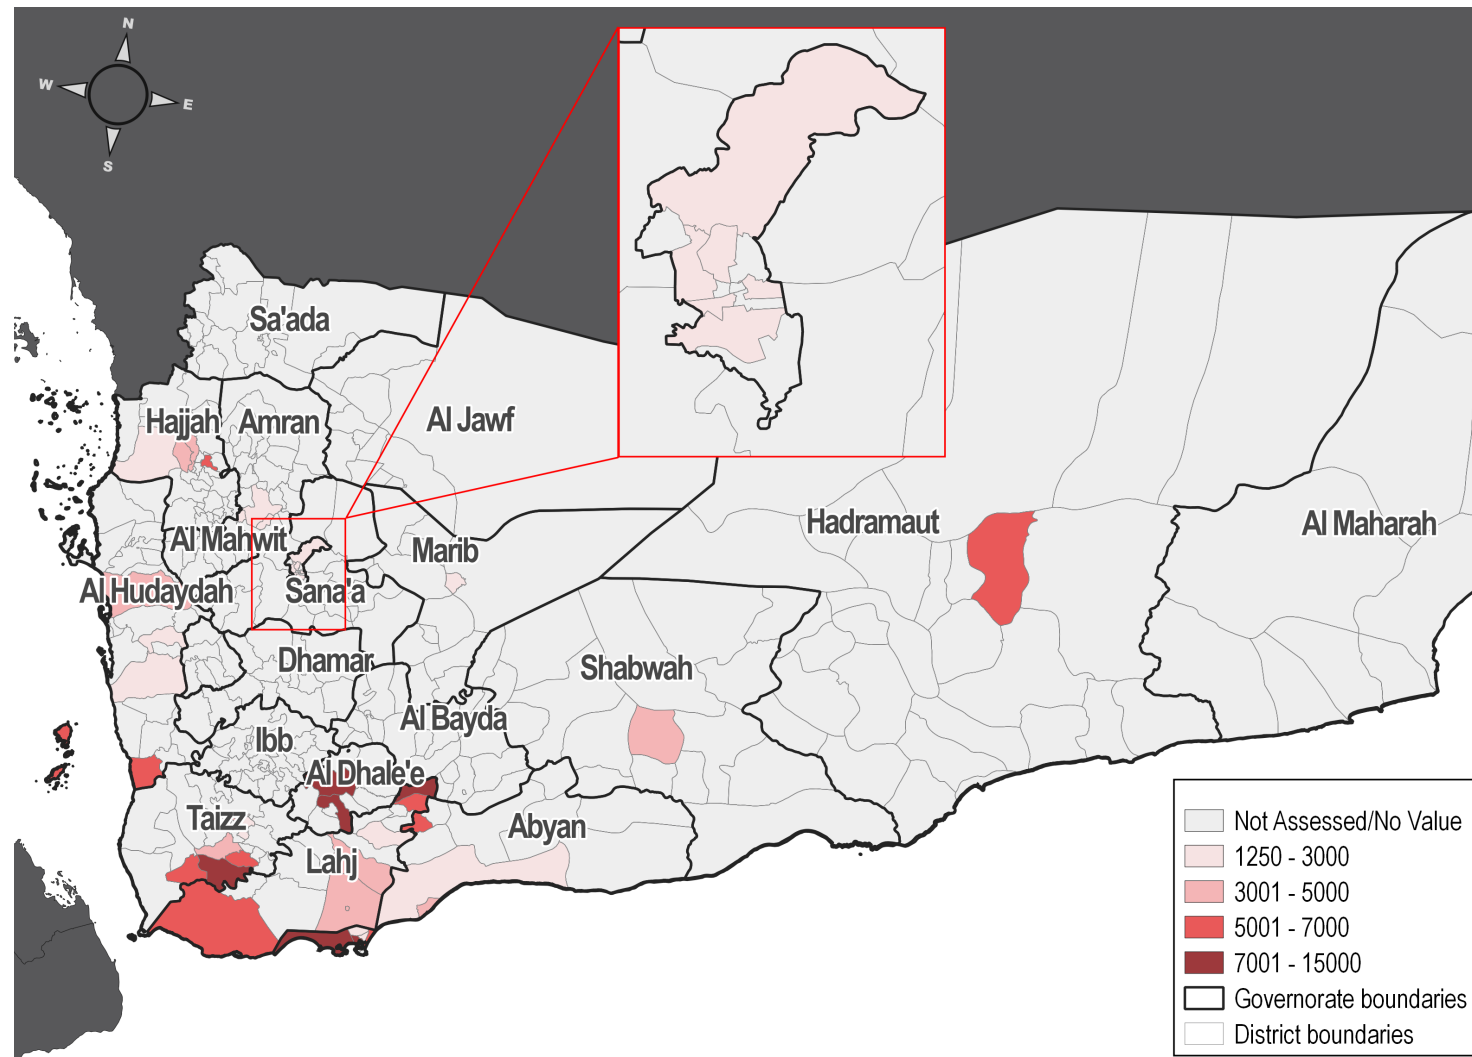 N
W
E
S
Sa'ada
Hajjah
Amran
Al Jawf
Al Mahwit
Marib
Hadramaut
Al Maharah
Al Hudaydah
Sana'a
Dhamar
Shabwah
Al Bayda
Ibb
Al Dhale'e
Taizz
Abyan
Lahj
Not Assessed/No Value
1250 - 3000
3001 - 5000
5001 - 7000
7001 - 15000
Governorate boundaries
District boundaries